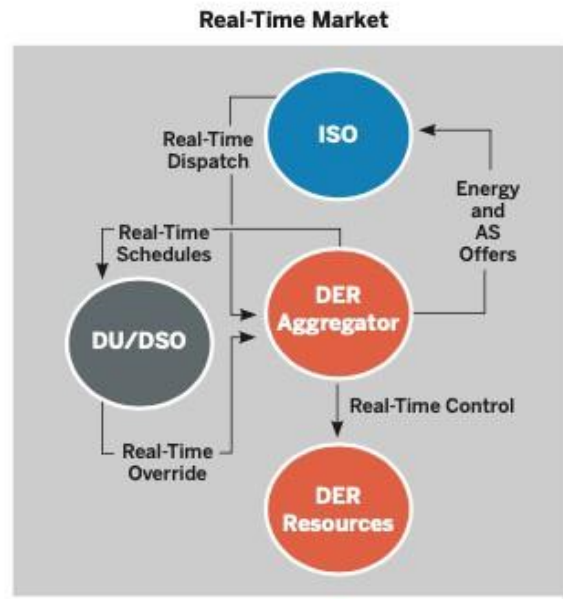 Real-Time Market
ISO
Real-Time
Dispatch
Energy
and
AS
Offers
Real-Time
Schedules
DER
Aggregator
DU/DSO
Real-Time Control
Real-Time
Override
DER
Resources